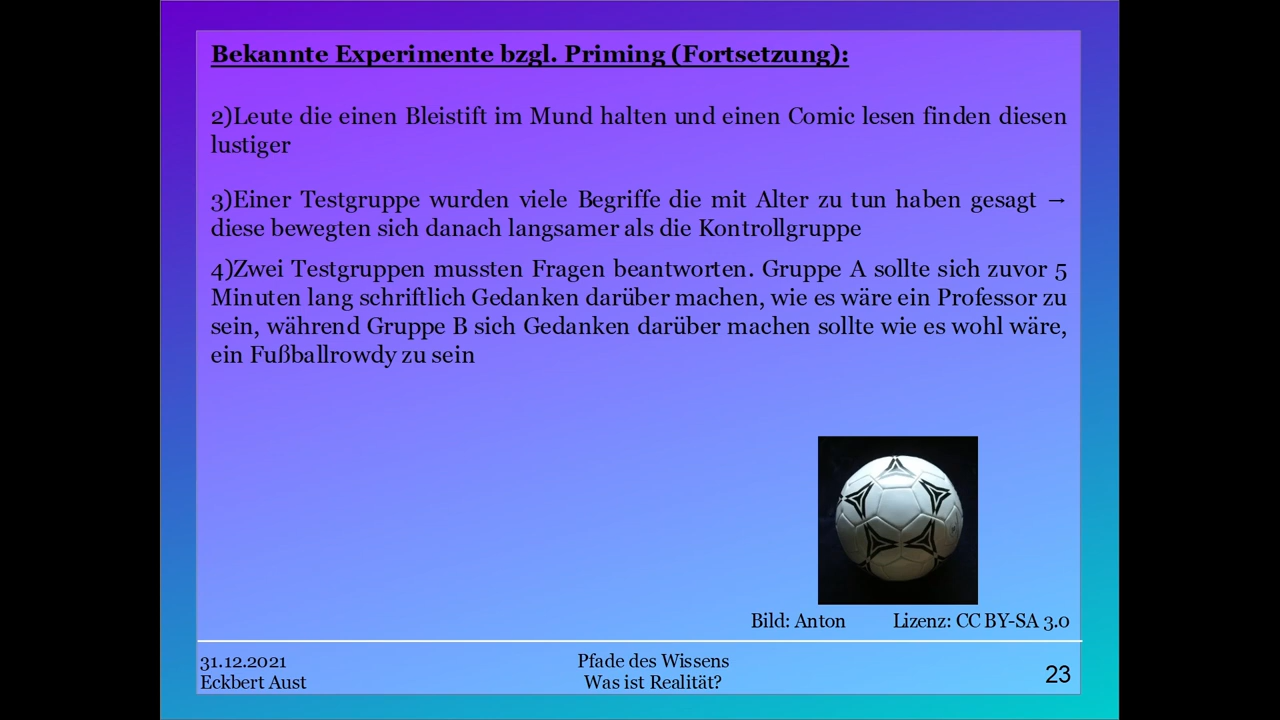 Bekannte Experimente bzgl. Priming (Fortsetzung):
2)Leute die einen Bleistift im Mund halten und einen Comic lesen finden diesen
lustiger
3)Einer Testgruppe wurden viele Begriffe die mit Alter zu tun haben gesagt →
diese bewegten sich danach langsamer als die Kontrollgruppe
4)Zwei Testgruppen mussten Fragen beantworten. Gruppe A sollte sich zuvor 5
Minuten lang schriftlich Gedanken darüber machen, wie es wäre ein Professor zu
sein, während Gruppe B sich Gedanken darüber machen sollte wie es wohl wäre,
ein Fußballrowdy zu sein
Bild: Anton Lizenz: CC BY-SA 3.0
31.12.2021 Pfade des Wissens
Eckbert Aust Was ist Realität? 23